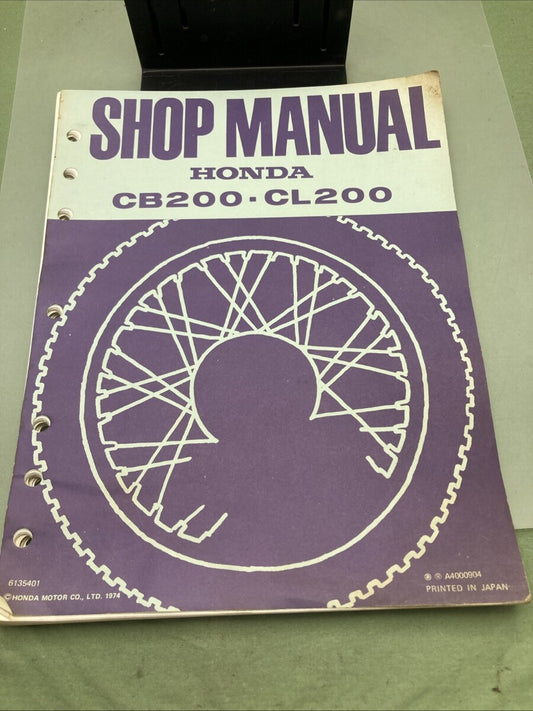 SHOP MANUAL
HONDA
CB200 · CL200
6135401
© HONDA MOTOR CO., LTD. 1974
A4000904
PRINTED IN JAPAN